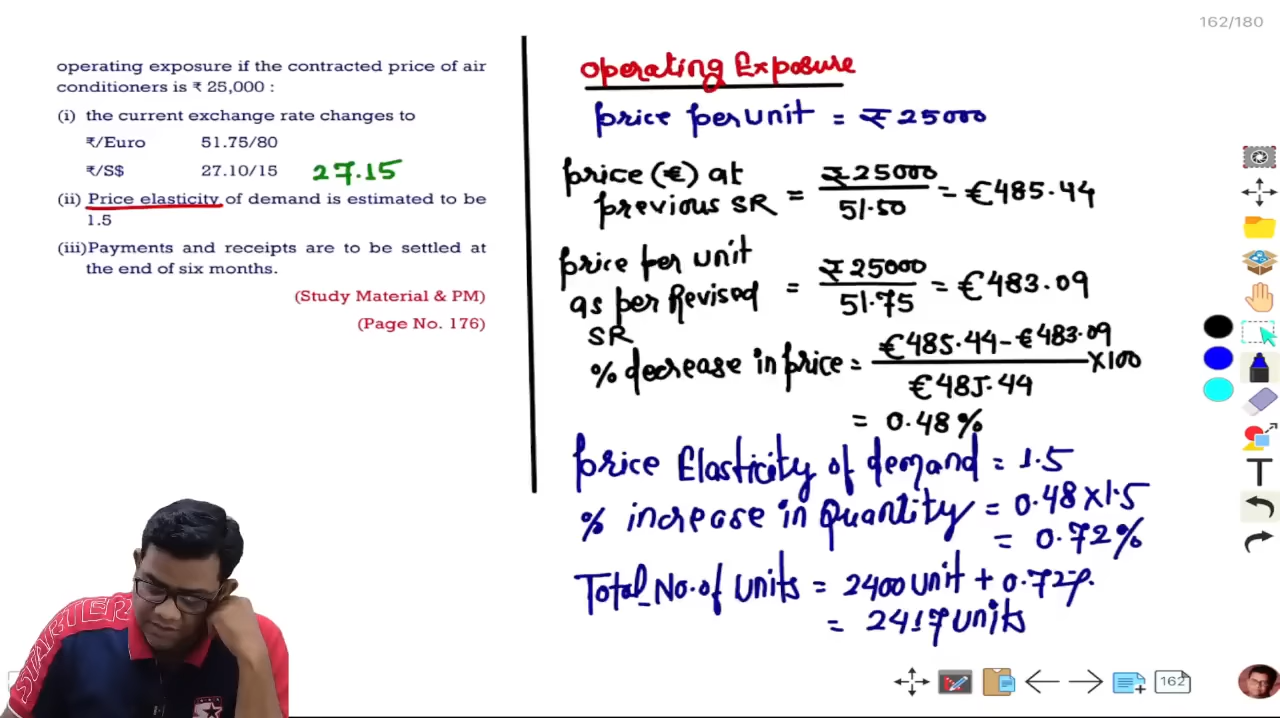 162/180
operating exposure if the contracted price of air
conditioners is ₹ 25,000 :
(i) the current exchange rate changes to
₹/Euro 51.75/80
₹/S$ 27.10/15 27.15
(ii) Price elasticity of demand is estimated to be
1.5
(iii)Payments and receipts are to be settled at
the end of six months.
(Study Material & PM)
(Page No. 176)
operating Exposure
price per unit = ₹ 25000
price (€) at
previous SR = ₹ 25000 / 51.50 = €485.44
price per unit
as per Revised = ₹ 25000 / 51.75 = €483.09
SR
% decrease in price = €485.44 - €483.09 / €485.44 × 100
= 0.48%
price Elasticity of demand = 1.5
% increase in quantity = 0.48 × 1.5
= 0.72%
Total No. of Units = 2400 unit + 0.72%
= 2417 units
STARTER
T
162